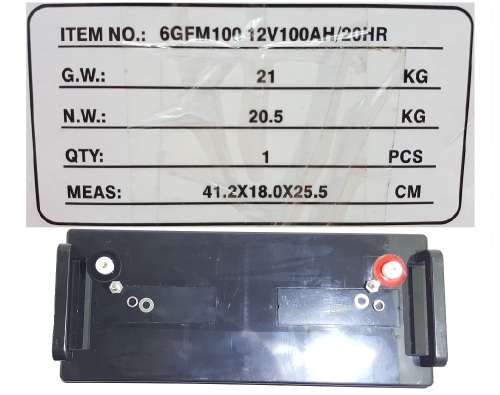 ITEM NO.: 6GFM100 12V100AH/20HR
G.W.: 21 KG
N.W.: 20.5 KG
QTY: 1 PCS
MEAS: 41.2X18.0X25.5 CM